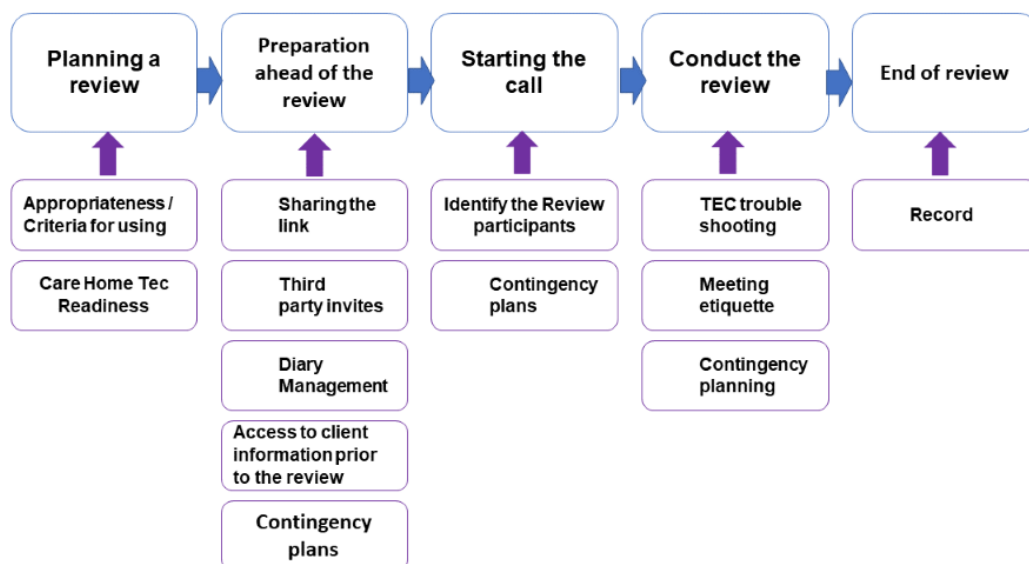 Planning a
review
Preparation
ahead of the
review
Starting the
call
Conduct the
review
End of review
Appropriateness /
Criteria for using
Care Home Tec
Readiness
Sharing the
link
Third
party invites
Diary
Management
Access to client
information prior
to the review
Contingency
plans
Identify the Review
participants
Contingency
plans
TEC trouble
shooting
Meeting
etiquette
Contingency
planning
Record